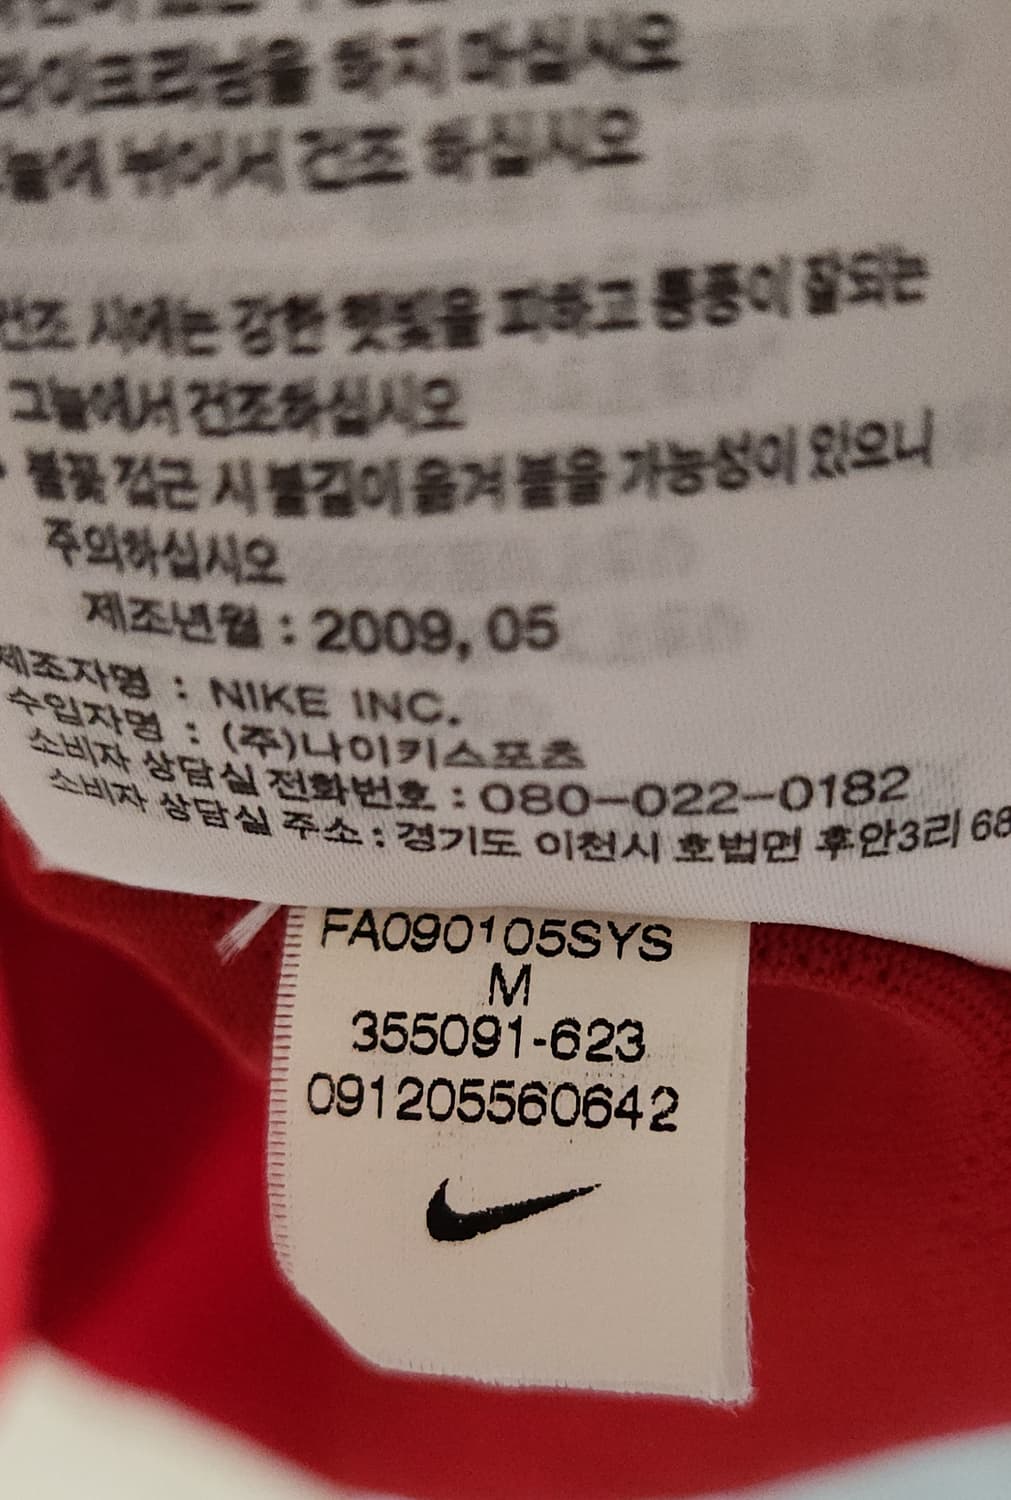 라이크리닝을 하지 마십시오
늘에 뉘어서 건조 하십시오
건조 시에는 강한 햇빛을 피하고 통풍이 잘되는
그늘에서 건조하십시오
불꽃 접근 시 불길이 옮겨 붙을 가능성이 있으니
주의하십시오
제조년월 : 2009, 05
제조자명 : NIKE INC.
수입자명 : (주)나이키스포츠
소비자 상담실 전화번호 : 080-022-0182
소비자 상담실 주소 : 경기도 이천시 호법면 후안3리 68
FA090105SYS
M
355091-623
091205560642